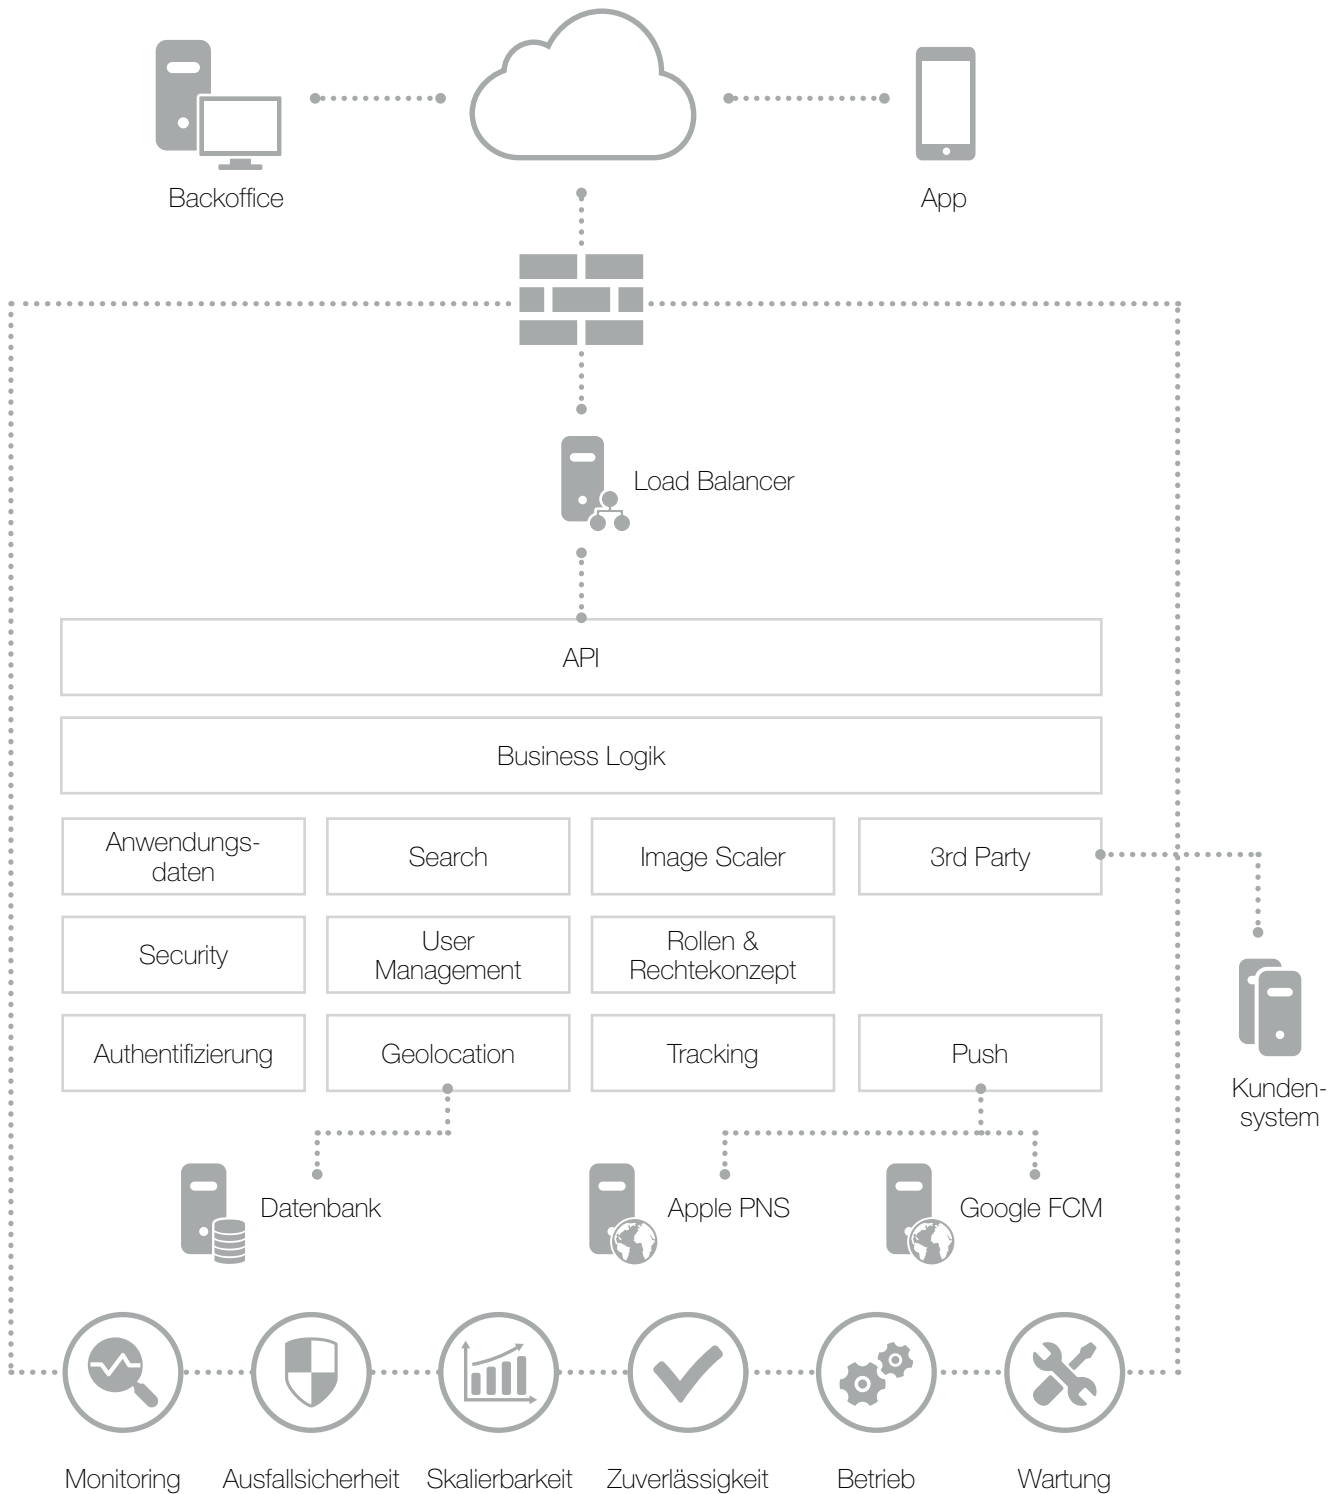 Backoffice
App
Load Balancer
API
Business Logik
Anwendungs-
daten
Search
Image Scaler
3rd Party
Security
User
Management
Rollen &
Rechtekonzept
Authentifizierung
Geolocation
Tracking
Push
Kunden-
system
Datenbank
Apple PNS
Google FCM
Monitoring
Ausfallsicherheit
Skalierbarkeit
Zuverlässigkeit
Betrieb
Wartung